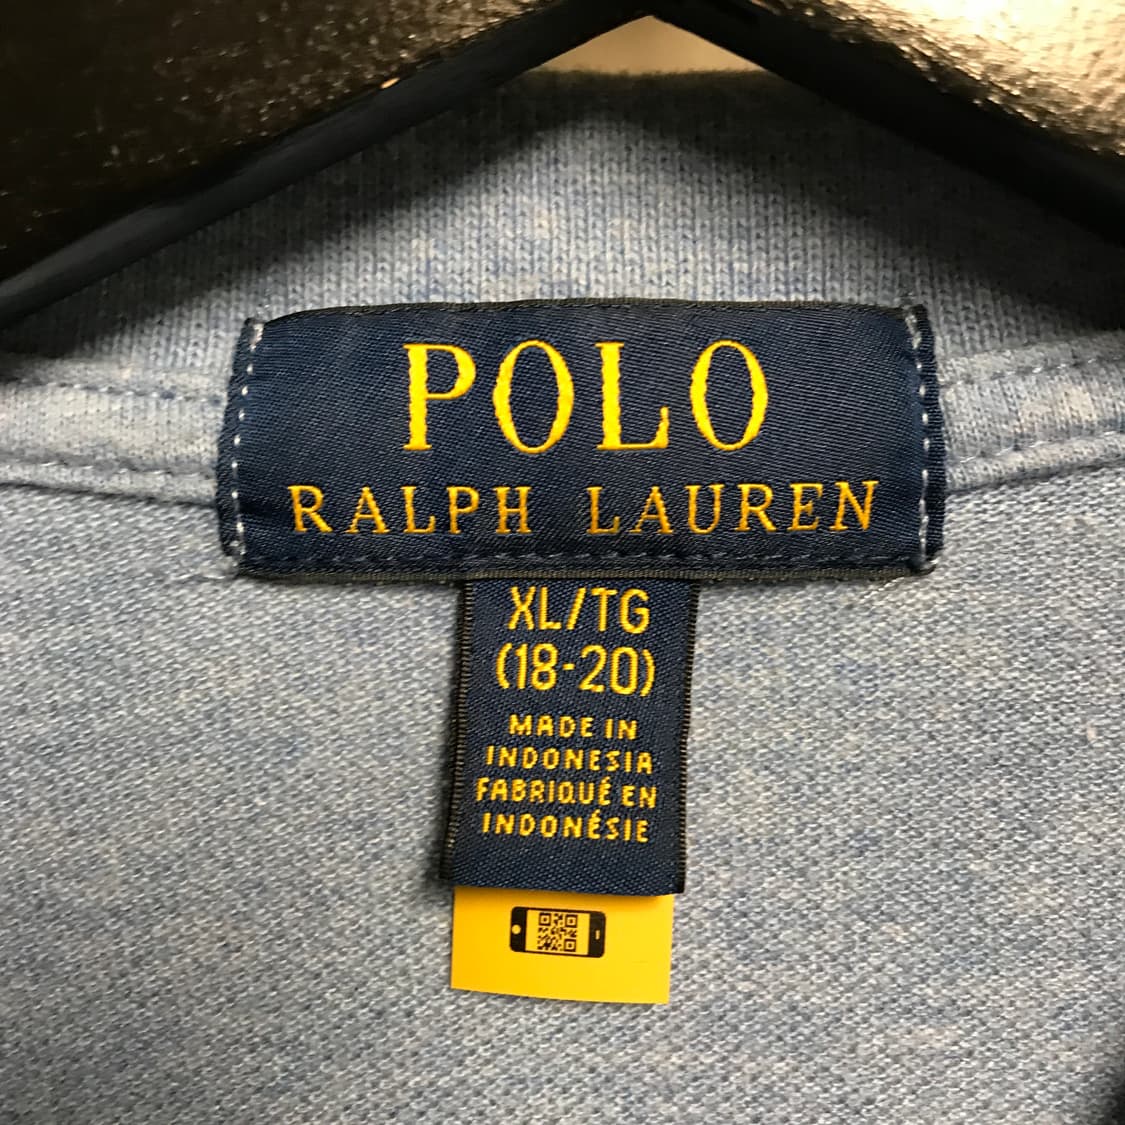 POLO
RALPH LAUREN
XL/TG
(18-20)
MADE IN
INDONESIA
FABRIQUÉ EN
INDONÉSIE